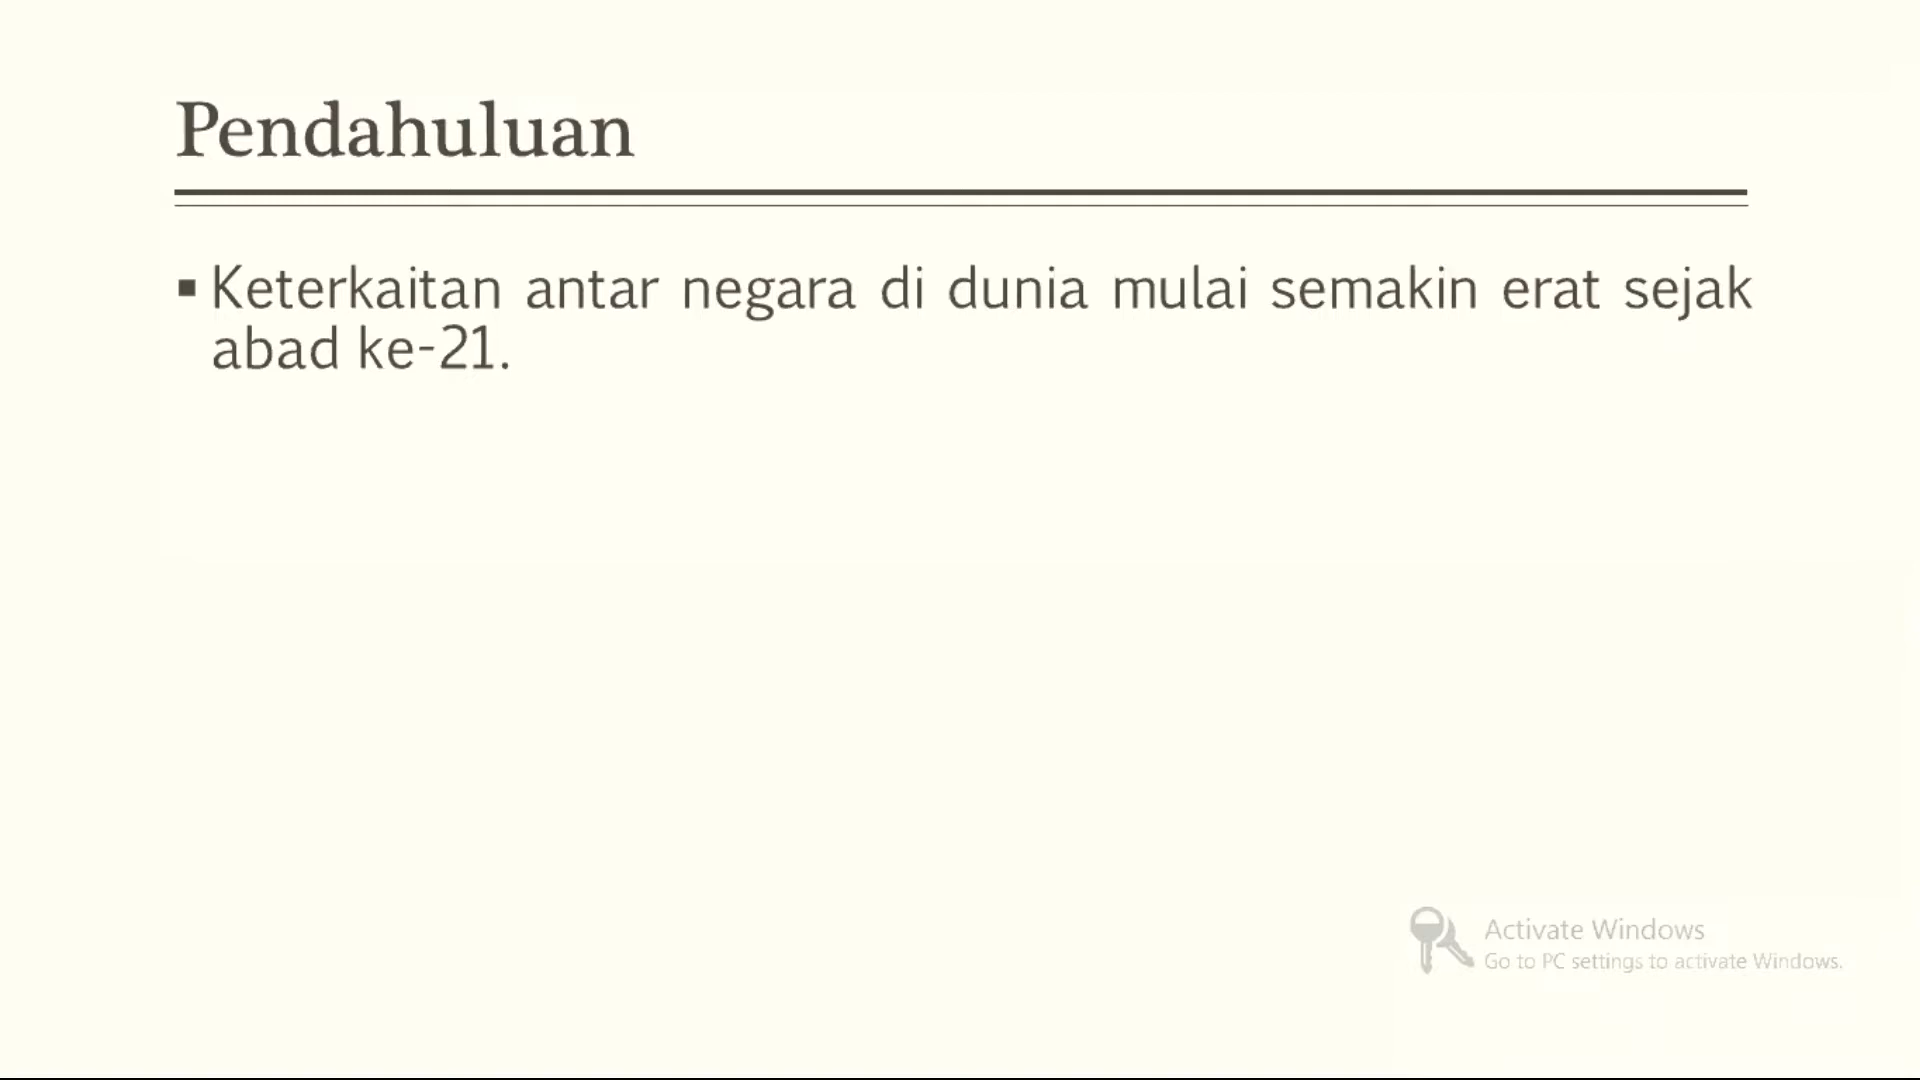 Pendahuluan
▪ Keterkaitan antar negara di dunia mulai semakin erat sejak
abad ke-21.
Activate Windows
Go to PC settings to activate Windows.